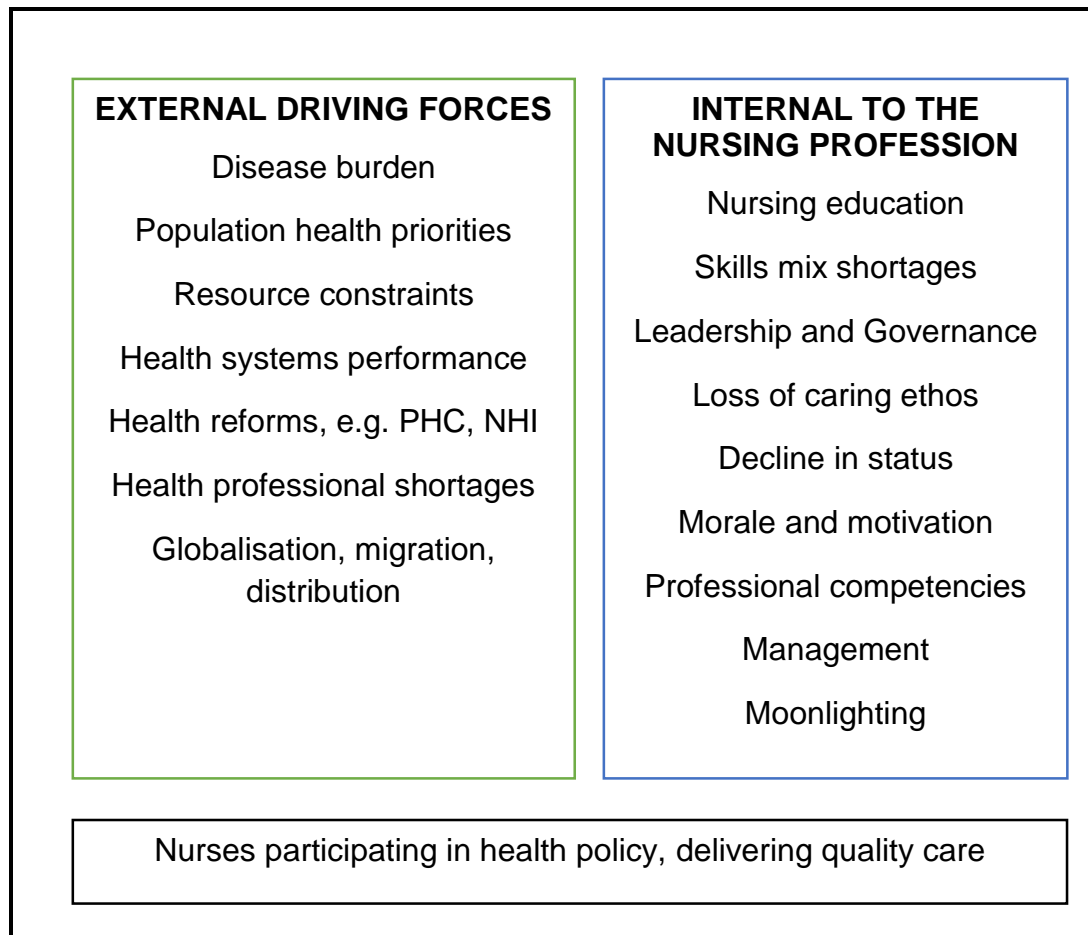 EXTERNAL DRIVING FORCES
Disease burden
Population health priorities
Resource constraints
Health systems performance
Health reforms, e.g. PHC, NHI
Health professional shortages
Globalisation, migration,
distribution
INTERNAL TO THE
NURSING PROFESSION
Nursing education
Skills mix shortages
Leadership and Governance
Loss of caring ethos
Decline in status
Morale and motivation
Professional competencies
Management
Moonlighting
Nurses participating in health policy, delivering quality care